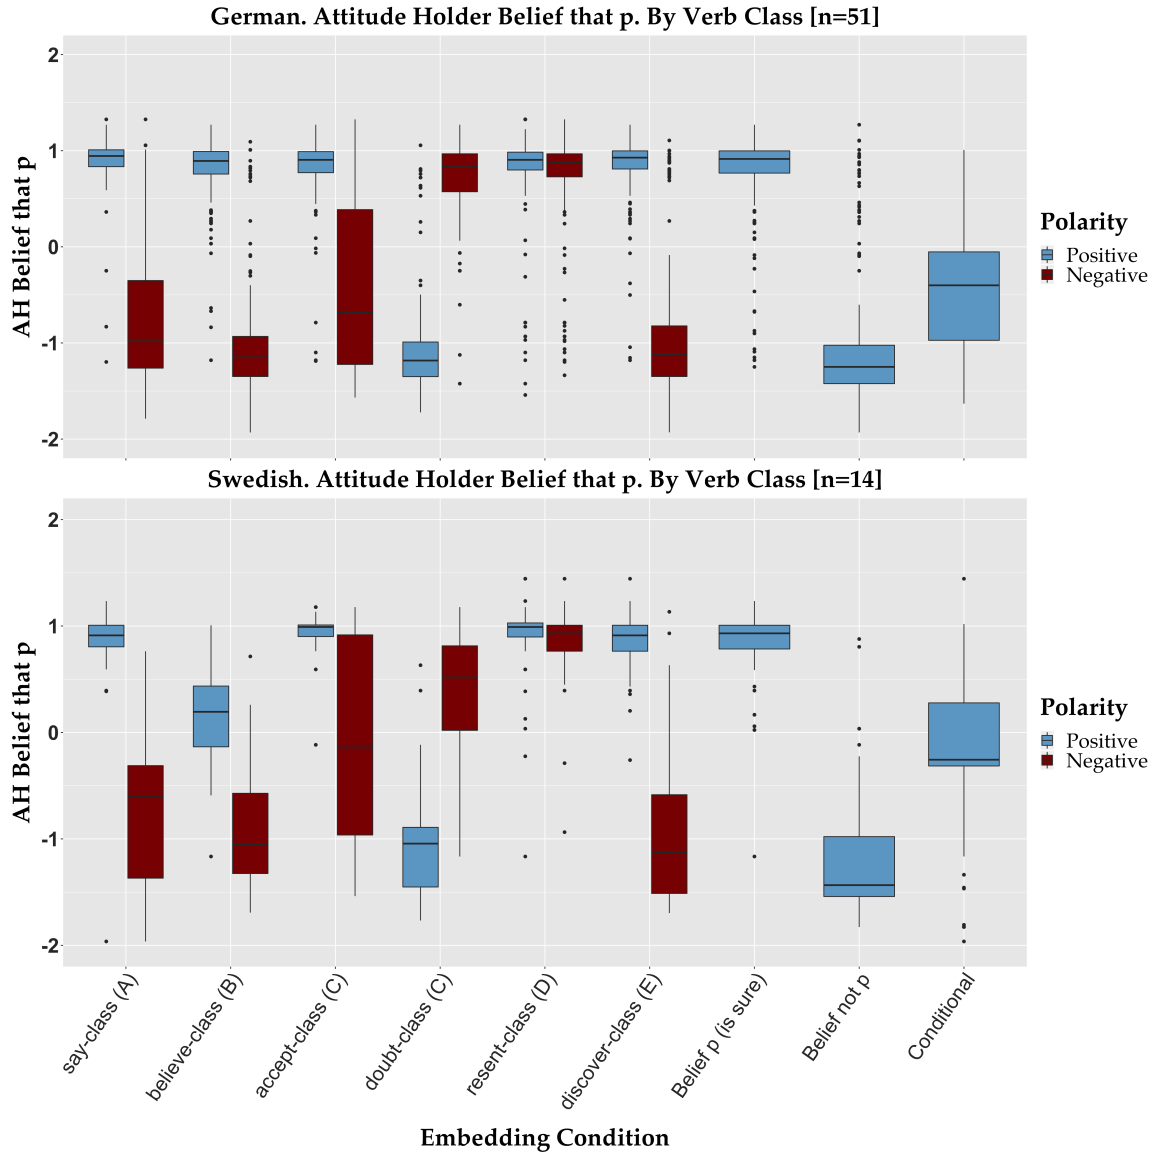 German. Attitude Holder Belief that p. By Verb Class [n=51]
AH Belief that p
2
1
0
-1
-2
Polarity
Positive
Negative
Swedish. Attitude Holder Belief that p. By Verb Class [n=14]
AH Belief that p
2
1
0
-1
-2
Polarity
Positive
Negative
say-class (A)
believe-class (B)
accept-class (C)
doubt-class (C)
resent-class (D)
discover-class (E)
Belief p (is sure)
Belief not p
Conditional
Embedding Condition